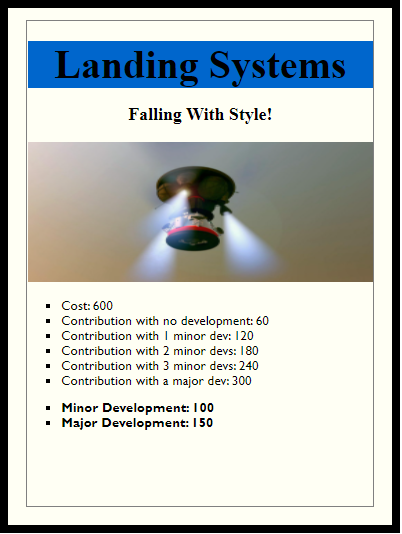 Landing Systems
Falling With Style!
Cost: 600
Contribution with no development: 60
Contribution with 1 minor dev: 120
Contribution with 2 minor devs: 180
Contribution with 3 minor devs: 240
Contribution with a major dev: 300
Minor Development: 100
Major Development: 150